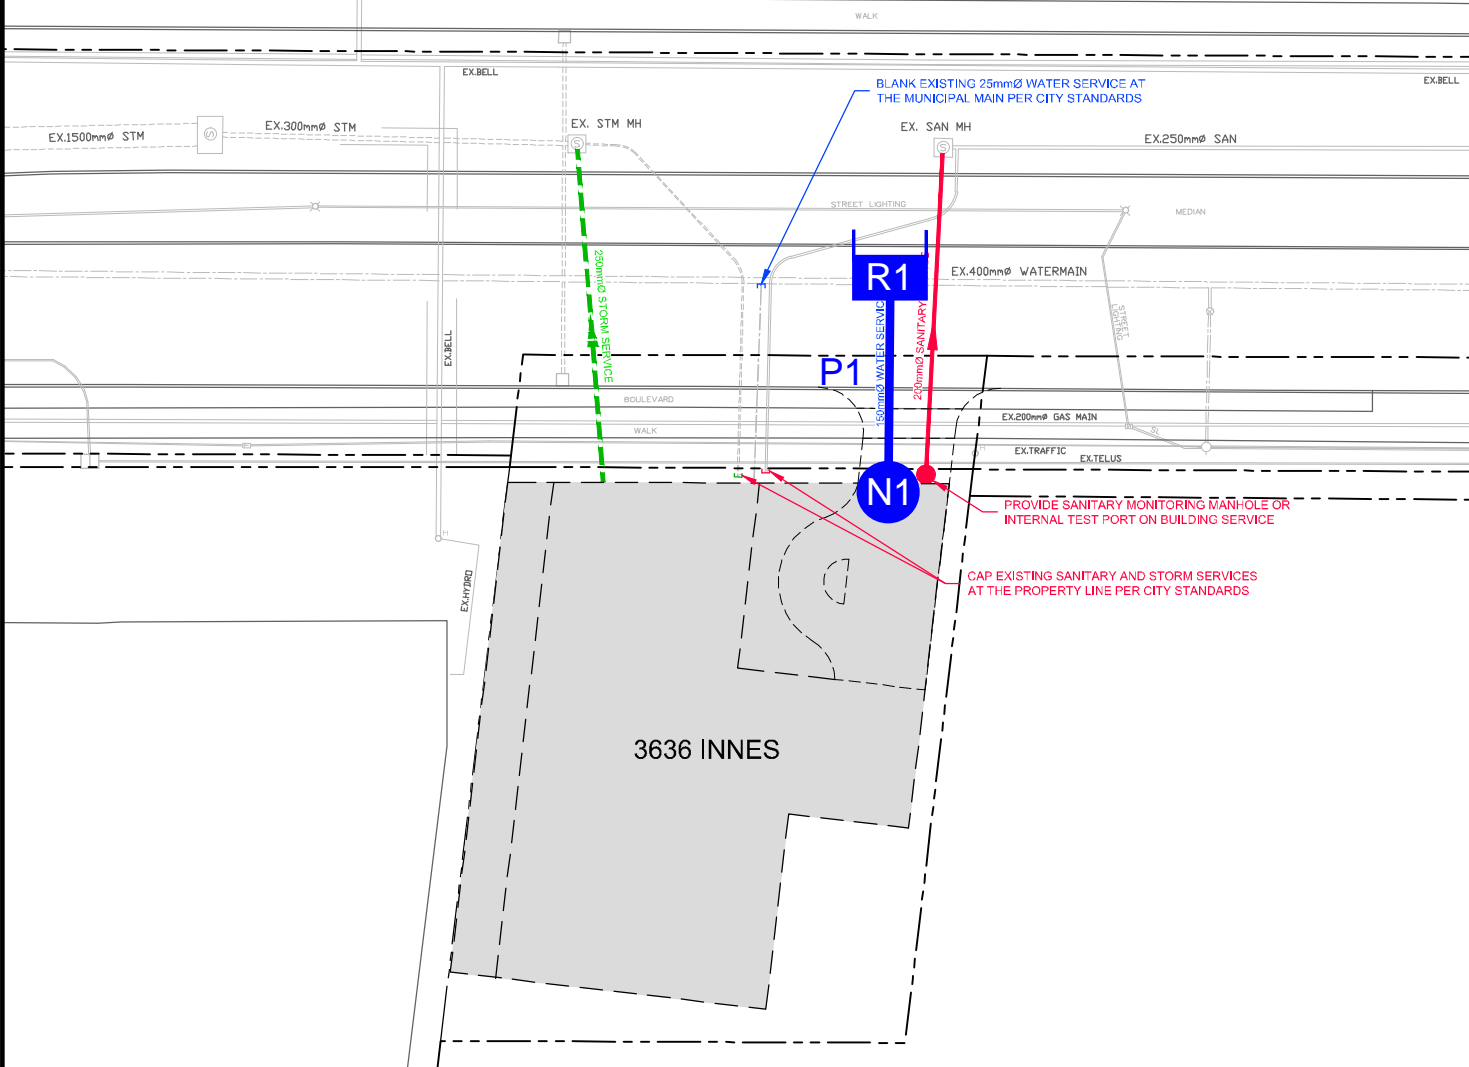 WALK
EX.BELL
EX.BELL
BLANK EXISTING 25mmØ WATER SERVICE AT
THE MUNICIPAL MAIN PER CITY STANDARDS
EX.1500mmØ STM
EX.300mmØ STM
EX. STM MH
EX. SAN MH
EX.250mmØ SAN
S
S
S
STREET LIGHTING
MEDIAN
EX.400mmØ WATERMAIN
R1
250mmØ STORM SERVICE
150mmØ WATER SERVICE
200mmØ SANITARY
STREET
LIGHTING
EX.BELL
P1
BOULEVARD
EX.200mmØ GAS MAIN
WALK
SL
H
EX.TRAFFIC
EX.TELUS
N1
PROVIDE SANITARY MONITORING MANHOLE OR
INTERNAL TEST PORT ON BUILDING SERVICE
H
EX.HYDRO
CAP EXISTING SANITARY AND STORM SERVICES
AT THE PROPERTY LINE PER CITY STANDARDS
3636 INNES